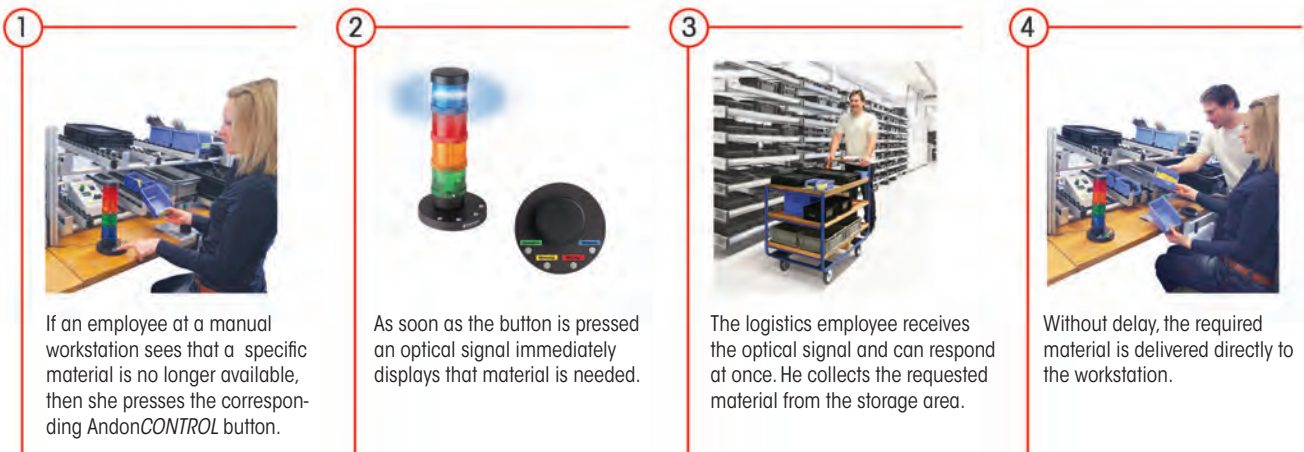 1
If an employee at a manual
workstation sees that a specific
material is no longer available,
then she presses the correspon-
ding AndonCONTROL button.
2
As soon as the button is pressed
an optical signal immediately
displays that material is needed.
3
The logistics employee receives
the optical signal and can respond
at once. He collects the requested
material from the storage area.
4
Without delay, the required
material is delivered directly to
the workstation.